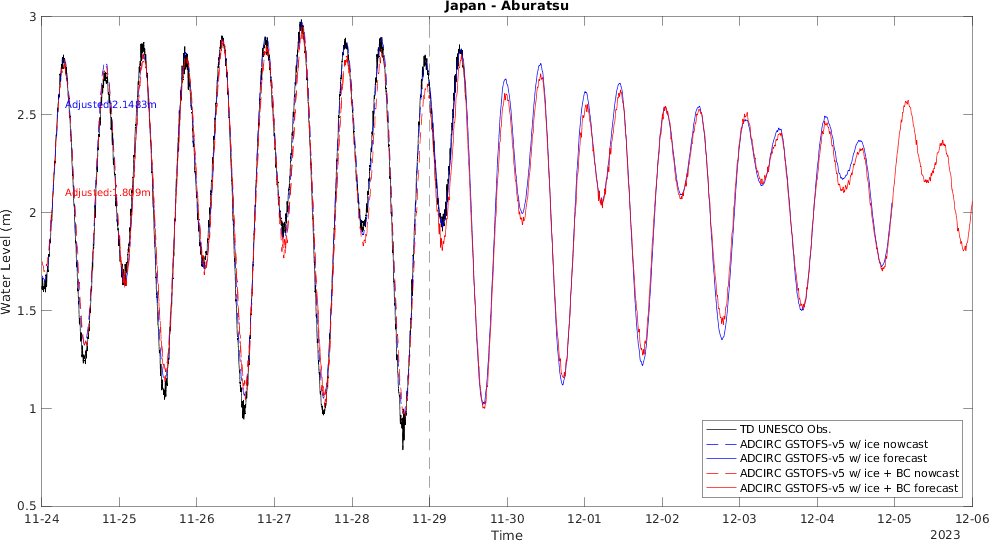 Japan - Aburatsu
3
2.5
2
1.5
1
0.5
Water Level (m)
Adjusted:2.1483m
Adjusted:1.809m
TD UNESCO Obs.
ADCIRC GSTOFS-v5 w/ ice nowcast
ADCIRC GSTOFS-v5 w/ ice forecast
ADCIRC GSTOFS-v5 w/ ice + BC nowcast
ADCIRC GSTOFS-v5 w/ ice + BC forecast
11-24 11-25 11-26 11-27 11-28 11-29 11-30 12-01 12-02 12-03 12-04 12-05 12-06
Time
2023